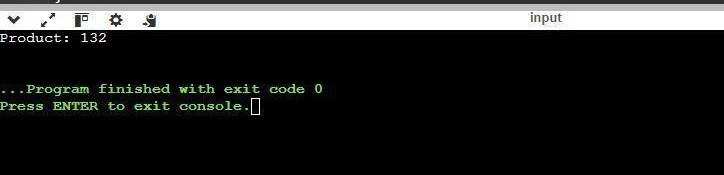 input
Product: 132
...Program finished with exit code 0
Press ENTER to exit console.